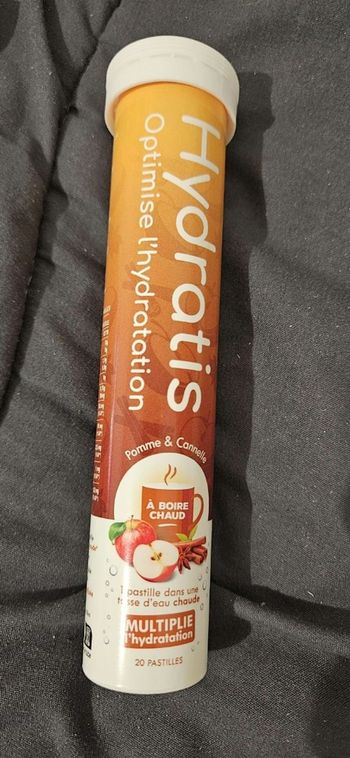 Hydratis
Optimise l'hydratation
Pomme & Cannelle
À BOIRE
CHAUD
1 pastille dans une
tasse d'eau chaude
MULTIPLIE
l'hydratation
20 PASTILLES